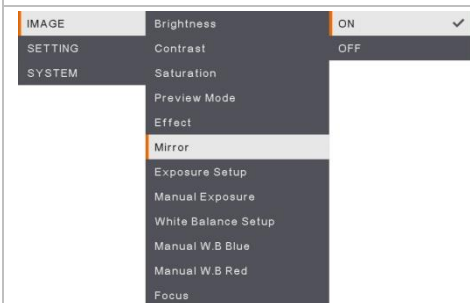 IMAGE
SETTING
SYSTEM
Brightness
Contrast
Saturation
Preview Mode
Effect
Mirror
Exposure Setup
Manual Exposure
White Balance Setup
Manual W.B Blue
Manual W.B Red
Focus
ON
OFF